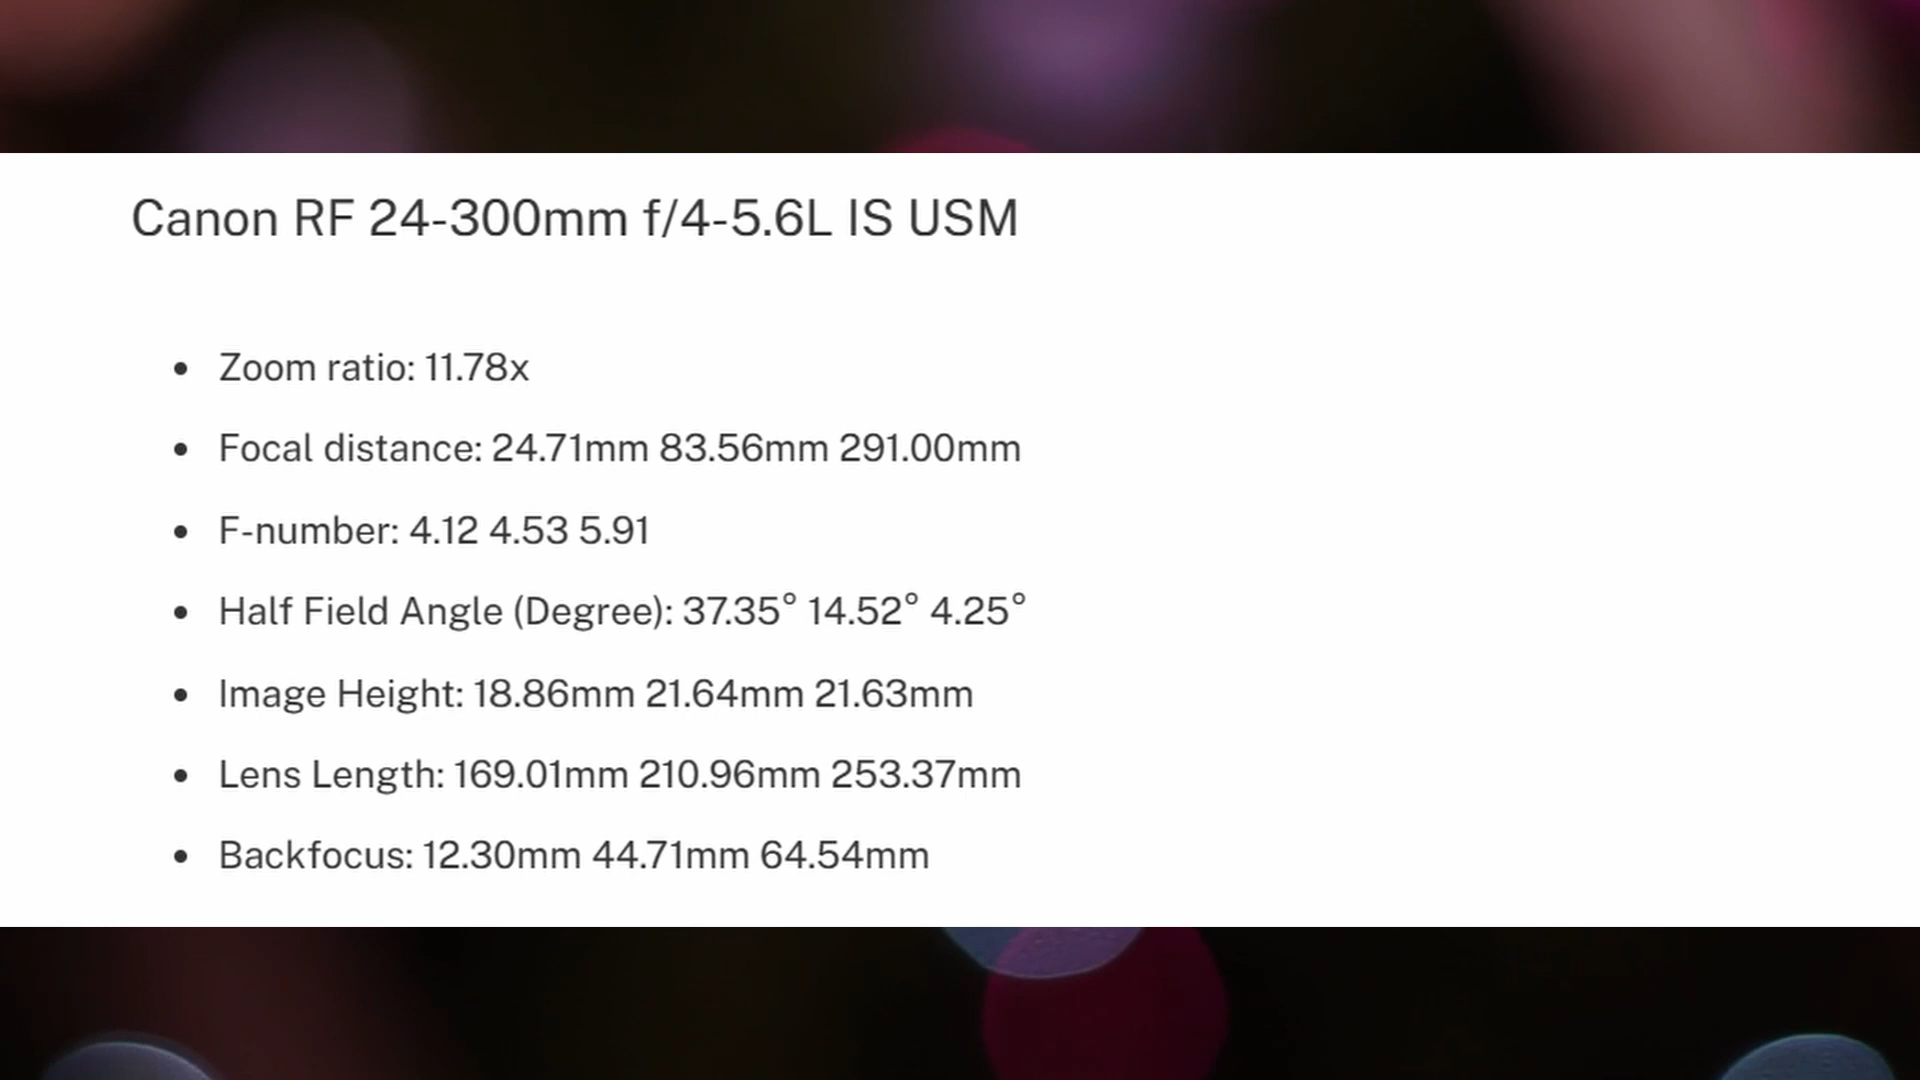 Canon RF 24-300mm f/4-5.6L IS USM
• Zoom ratio: 11.78x
• Focal distance: 24.71mm 83.56mm 291.00mm
• F-number: 4.12 4.53 5.91
• Half Field Angle (Degree): 37.35° 14.52° 4.25°
• Image Height: 18.86mm 21.64mm 21.63mm
• Lens Length: 169.01mm 210.96mm 253.37mm
• Backfocus: 12.30mm 44.71mm 64.54mm